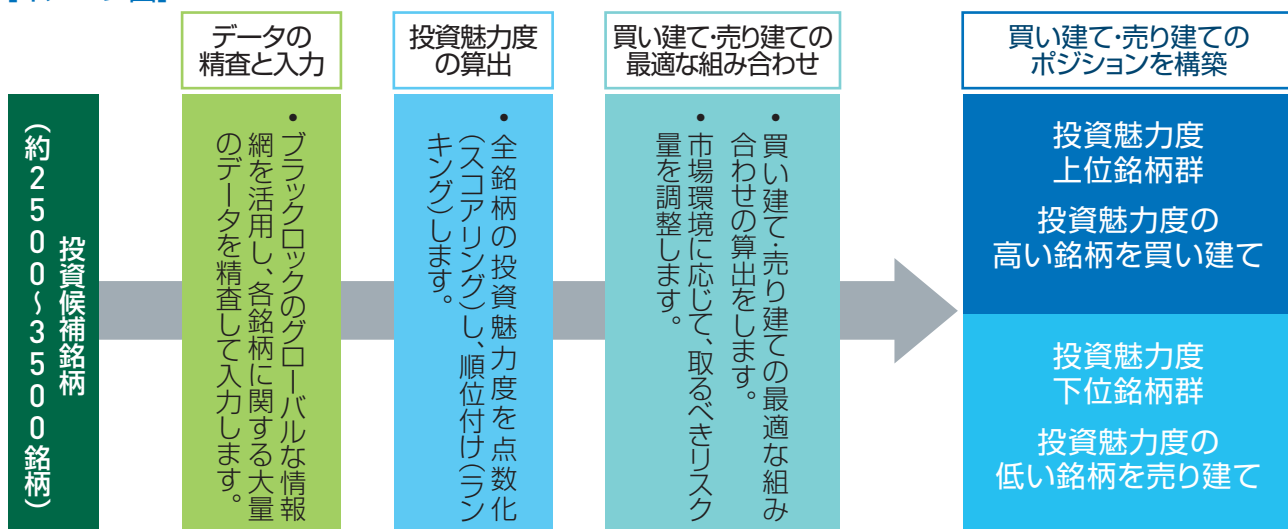 データの
精査と入力
投資魅力度
の算出
買い建て・売り建ての
最適な組み合わせ
買い建て・売り建ての
ポジションを構築
投資候補銘柄
（約2500～3500銘柄）
• ブラックロックのグローバルな情報
網を活用し、各銘柄に関する大量
のデータを精査して入力します。
• 全銘柄の投資魅力度を点数化
（スコアリング）し、順位付け（ラン
キング）します。
• 買い建て・売り建ての最適な組み
合わせの算出をします。
• 市場環境に応じて、取るべきリスク
量を調整します。
投資魅力度
上位銘柄群
投資魅力度の
高い銘柄を買い建て
投資魅力度
下位銘柄群
投資魅力度の
低い銘柄を売り建て